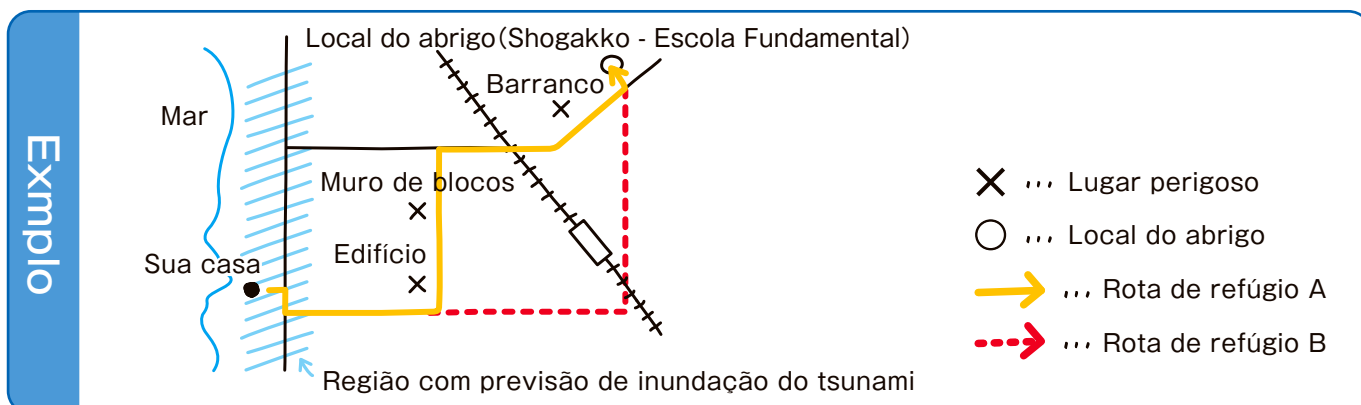 Exmplo
Local do abrigo(Shogakko - Escola Fundamental)
Barranco
Mar
Muro de blocos
Edifício
Sua casa
Região com previsão de inundação do tsunami
… Lugar perigoso
… Local do abrigo
… Rota de refúgio A
… Rota de refúgio B